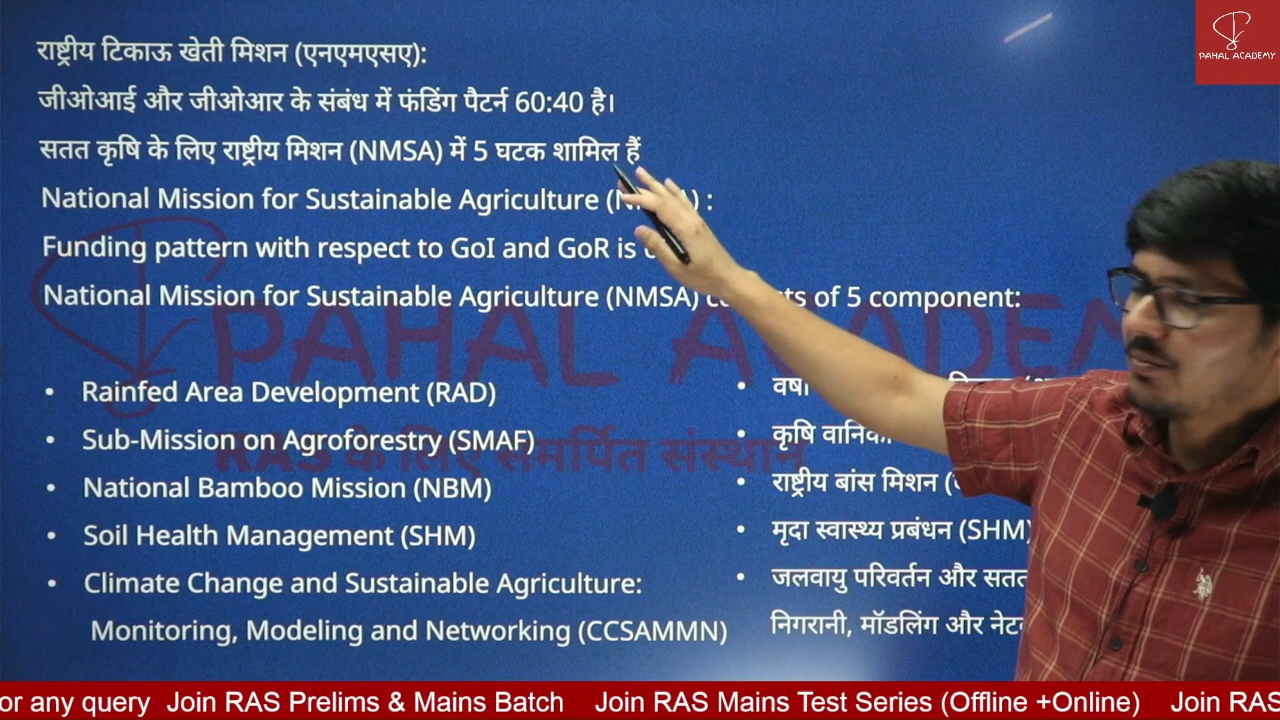 राष्ट्रीय टिकाऊ खेती मिशन (एनएमएसए):
जीओआई और जीओआर के संबंध में फंडिंग पैटर्न 60:40 है।
सतत कृषि के लिए राष्ट्रीय मिशन (NMSA) में 5 घटक शामिल हैं
National Mission for Sustainable Agriculture ( ) :
Funding pattern with respect to GoI and GoR is
National Mission for Sustainable Agriculture (NMSA) of 5 component:
• Rainfed Area Development (RAD)
• Sub-Mission on Agroforestry (SMAF)
• National Bamboo Mission (NBM)
• Soil Health Management (SHM)
• Climate Change and Sustainable Agriculture:
Monitoring, Modeling and Networking (CCSAMMN)
• वर्षा
• कृषि
• राष्ट्रीय बांस मिशन
• मृदा स्वास्थ्य प्रबंधन (SHM)
• जलवायु परिवर्तन और सतत
निगरानी, मॉडलिंग और
PAHAL ACADEMY
RAS के लिए समर्पित संस्थान
PAHAL ACADEMY
or any query Join RAS Prelims & Mains Batch Join RAS Mains Test Series (Offline +Online) Join RAS